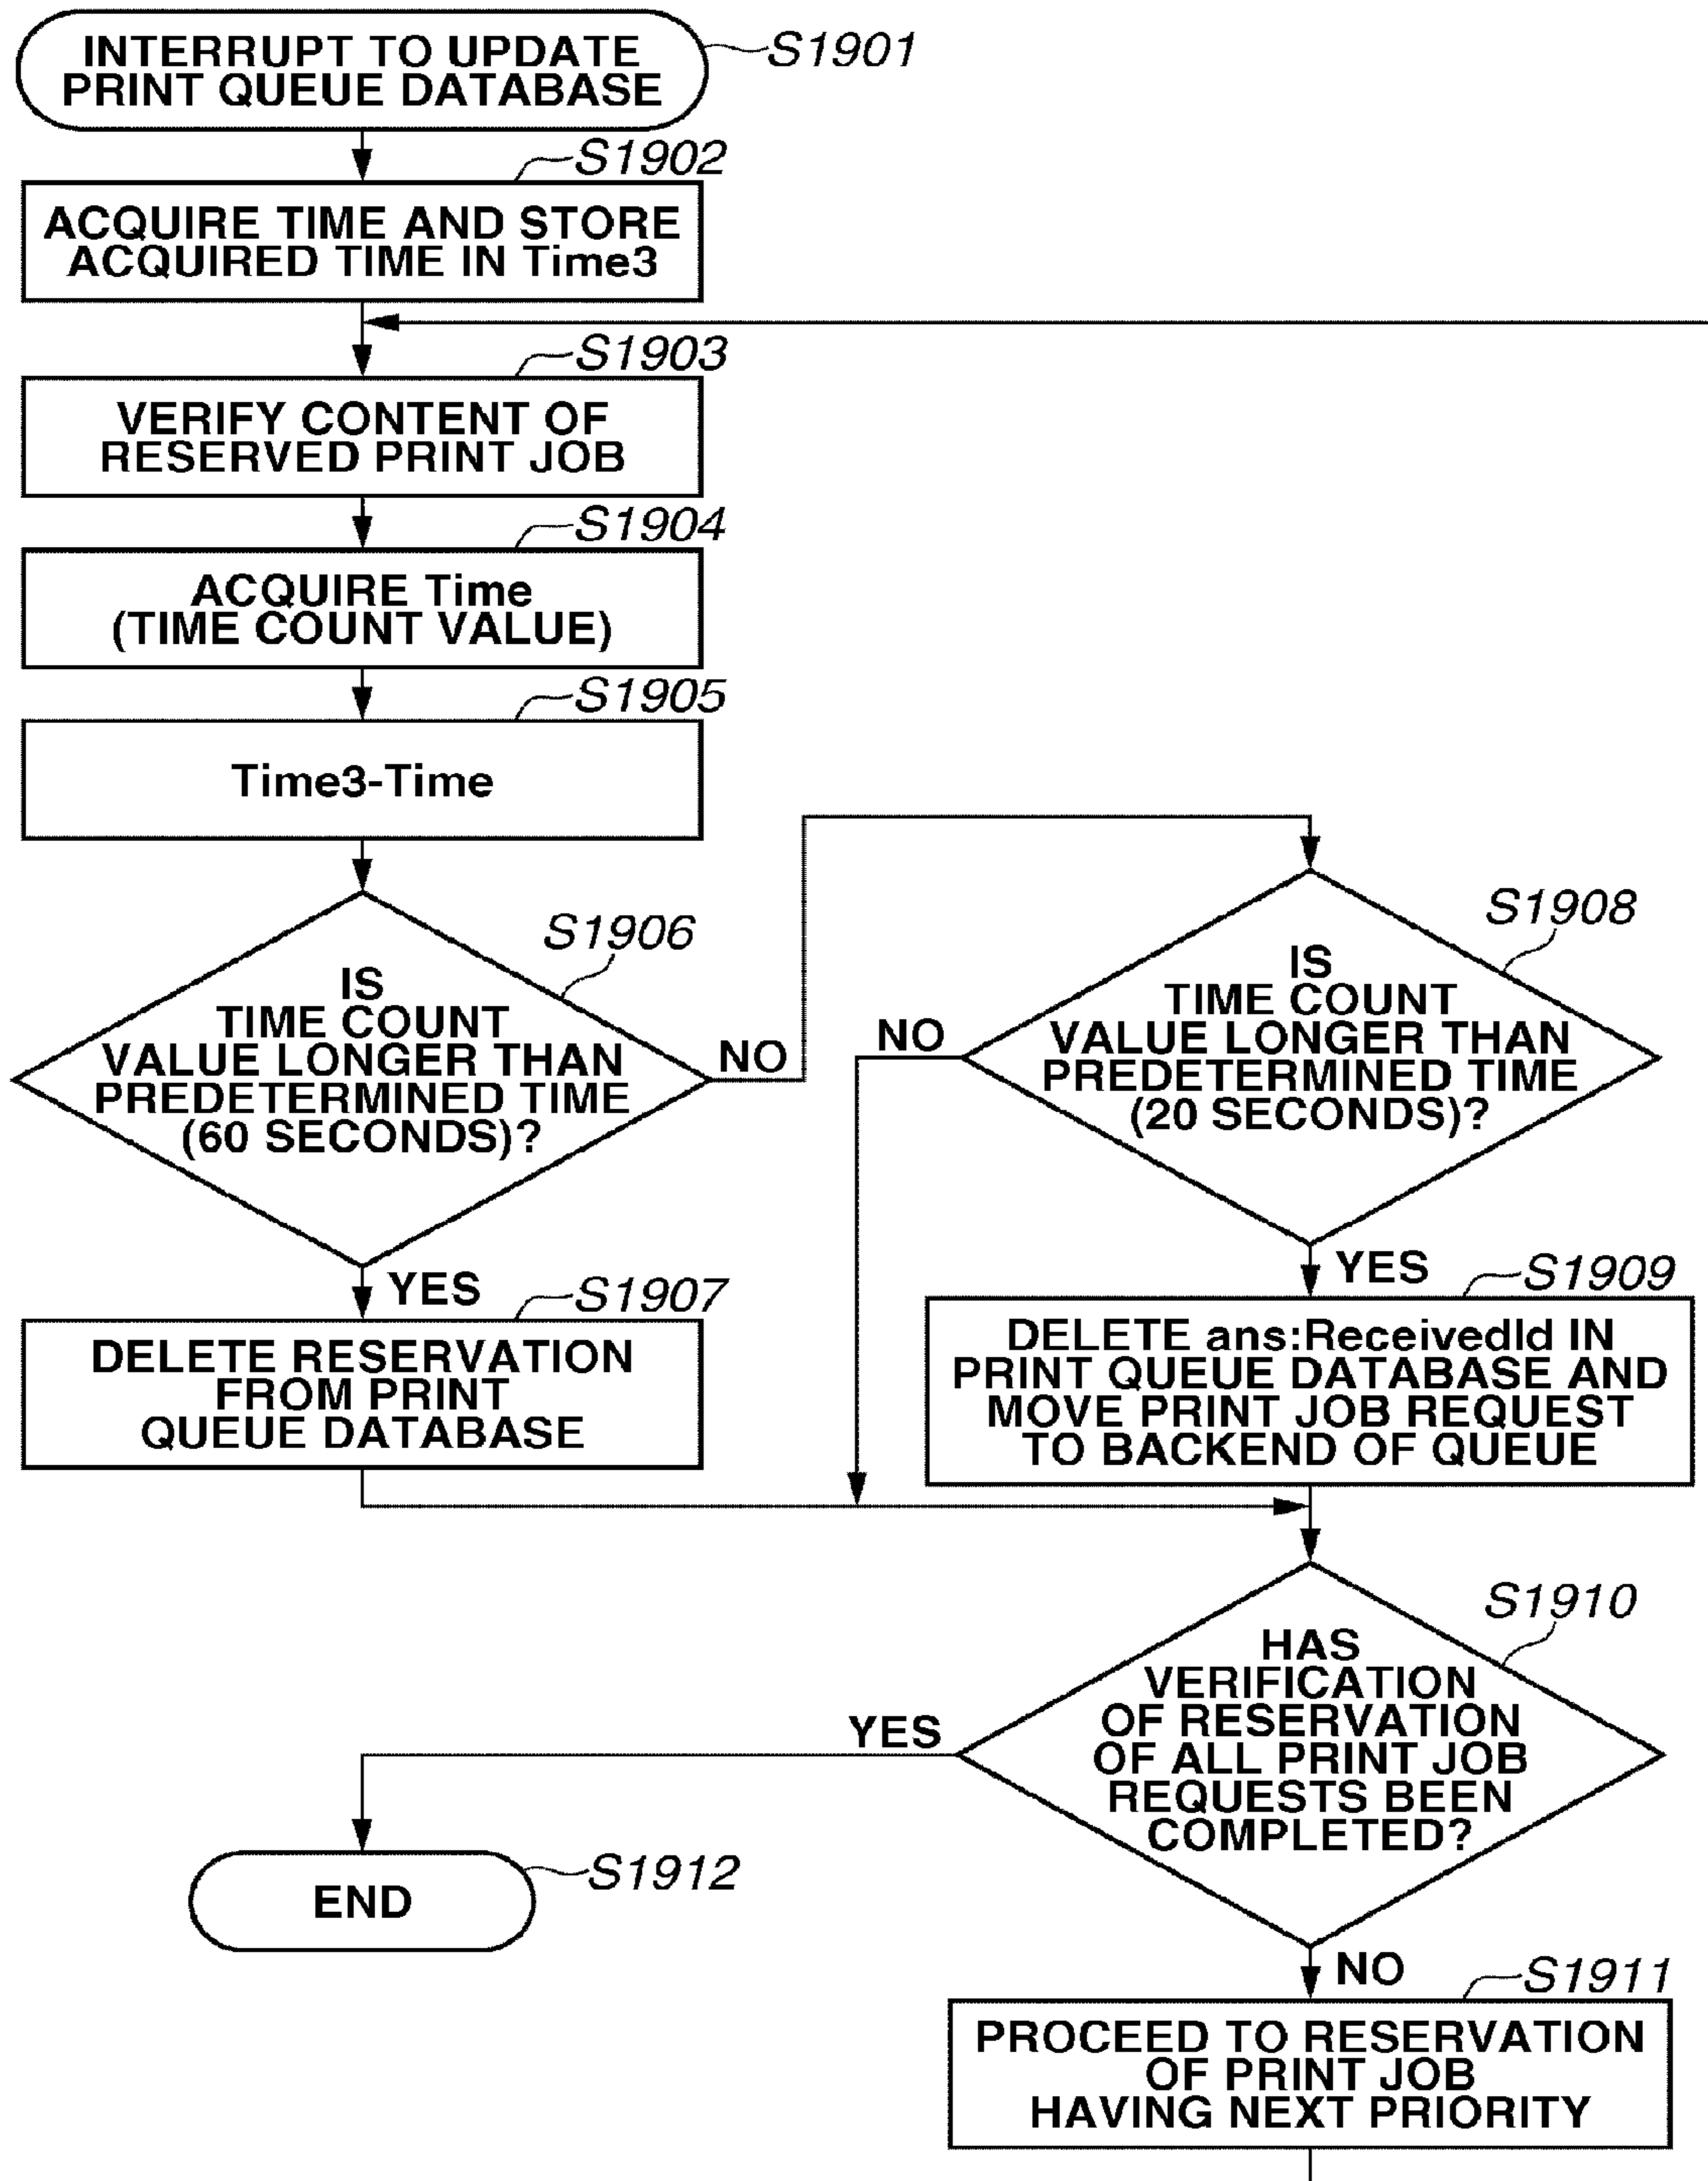 INTERRUPT TO UPDATE
PRINT QUEUE DATABASE
S1901
S1902
ACQUIRE TIME AND STORE
ACQUIRED TIME IN Time3
S1903
VERIFY CONTENT OF
RESERVED PRINT JOB
S1904
ACQUIRE Time
(TIME COUNT VALUE)
S1905
Time3-Time
S1906
IS
TIME COUNT
VALUE LONGER THAN
PREDETERMINED TIME
(60 SECONDS)?
NO
YES
S1907
DELETE RESERVATION
FROM PRINT
QUEUE DATABASE
S1908
IS
TIME COUNT
VALUE LONGER THAN
PREDETERMINED TIME
(20 SECONDS)?
NO
YES
S1909
DELETE ans:ReceivedId IN
PRINT QUEUE DATABASE AND
MOVE PRINT JOB REQUEST
TO BACKEND OF QUEUE
S1910
HAS
VERIFICATION
OF RESERVATION
OF ALL PRINT JOB
REQUESTS BEEN
COMPLETED?
YES
END
S1912
NO
S1911
PROCEED TO RESERVATION
OF PRINT JOB
HAVING NEXT PRIORITY